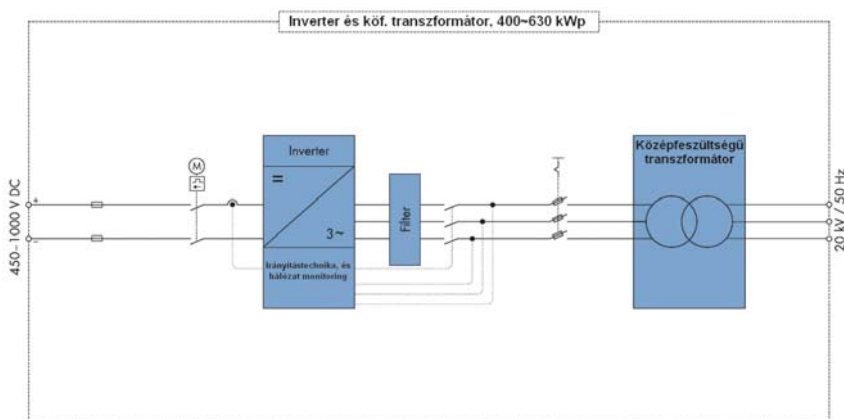 Inverter és köf. transzformátor, 400~630 kWp
450–1000 V DC
+
–
M
Inverter
=
3~
Irányítástechnika, és
hálózat monitoring
Filter
Középfeszültségű
transzformátor
20 kV / 50 Hz